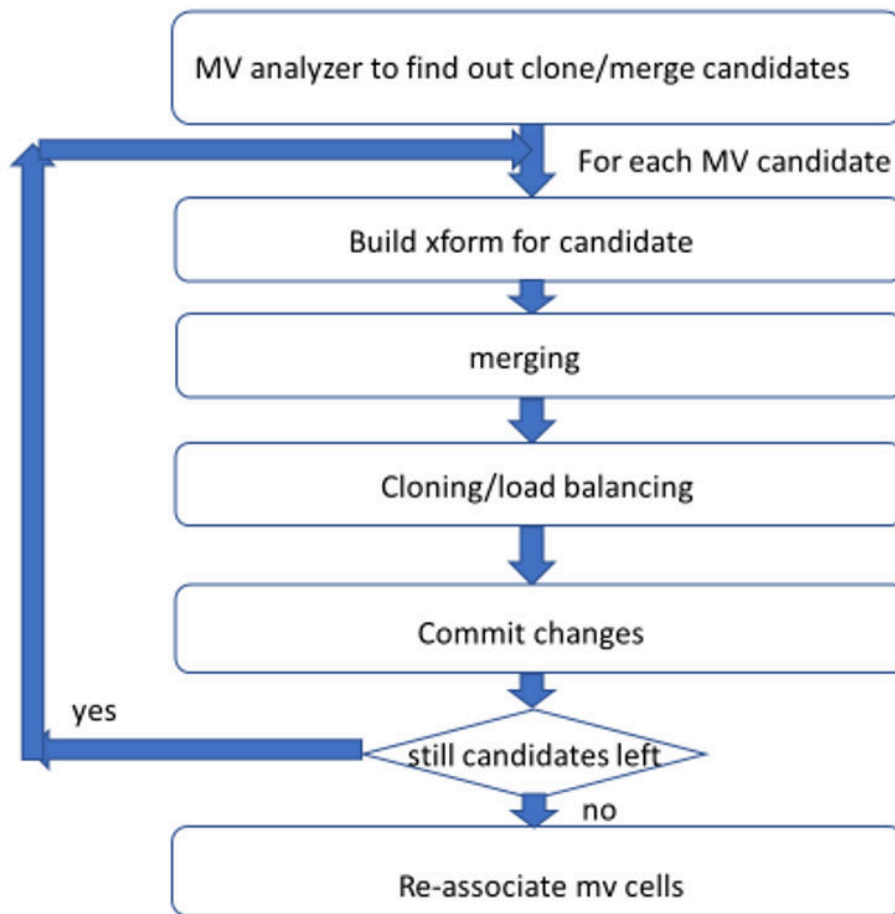 MV analyzer to find out clone/merge candidates
For each MV candidate
Build xform for candidate
merging
Cloning/load balancing
Commit changes
yes
still candidates left
no
Re-associate mv cells